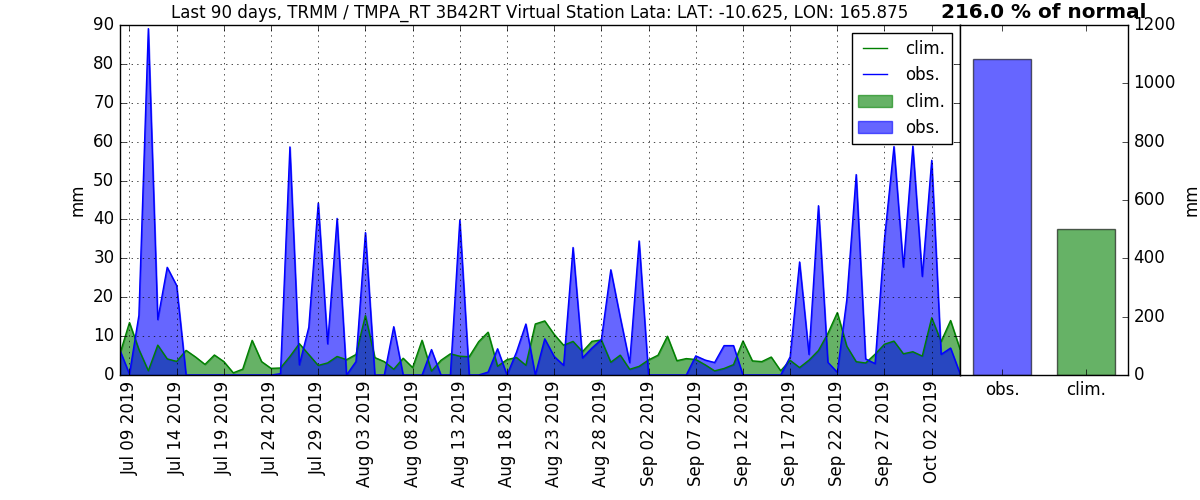 Last 90 days, TRMM / TMPA_RT 3B42RT Virtual Station Lata: LAT: -10.625, LON: 165.875
216.0 % of normal
90
80
70
60
50
40
30
20
10
0
mm
clim.
obs.
clim.
obs.
Jul 09 2019
Jul 14 2019
Jul 19 2019
Jul 24 2019
Jul 29 2019
Aug 03 2019
Aug 08 2019
Aug 13 2019
Aug 18 2019
Aug 23 2019
Aug 28 2019
Sep 02 2019
Sep 07 2019
Sep 12 2019
Sep 17 2019
Sep 22 2019
Sep 27 2019
Oct 02 2019
1200
1000
800
600
400
200
0
mm
obs.
clim.